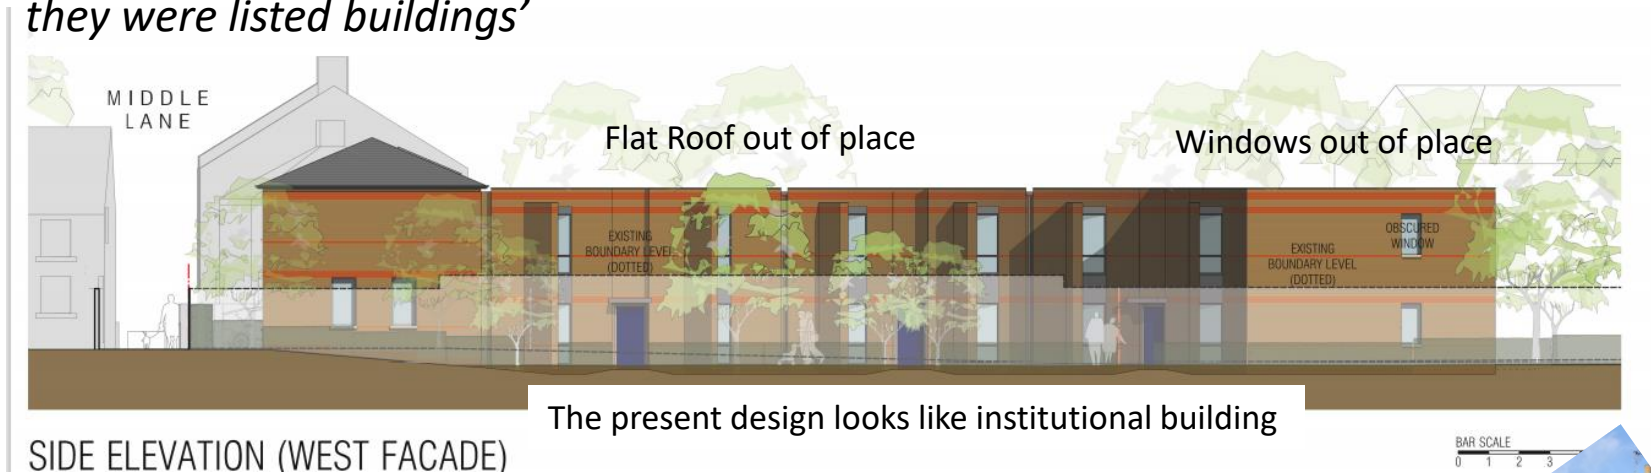 they were listed buildings’
MIDDLE
LANE
Flat Roof out of place
Windows out of place
EXISTING
BOUNDARY LEVEL
(DOTTED)
OBSCURED
WINDOW
EXISTING
BOUNDARY LEVEL
(DOTTED)
The present design looks like institutional building
SIDE ELEVATION (WEST FACADE)
BAR SCALE
0 1 2 3